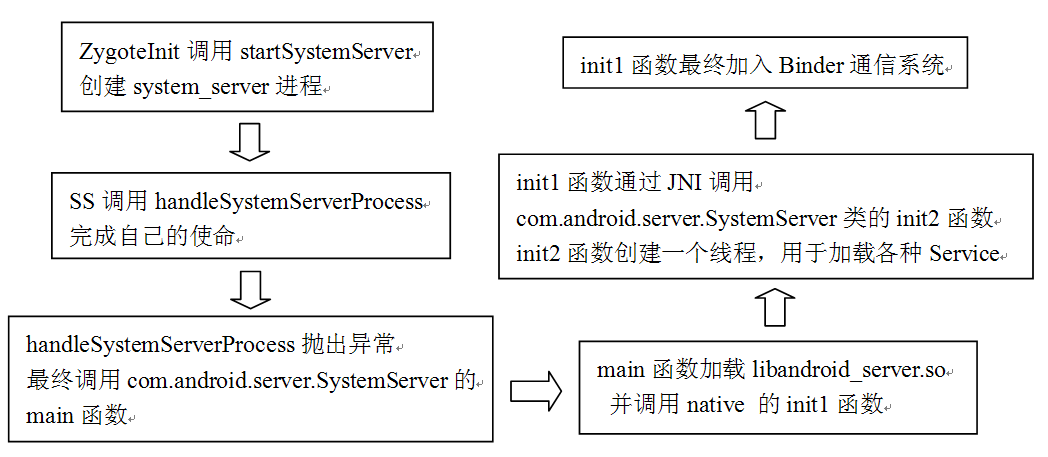 ZygoteInit 调用 startSystemServer
创建 system_server 进程
SS 调用 handleSystemServerProcess
完成自己的使命
handleSystemServerProcess 抛出异常
最终调用 com.android.server.SystemServer 的
main 函数
main 函数加载 libandroid_server.so
并调用 native 的 init1 函数
init1 函数通过 JNI 调用
com.android.server.SystemServer 类的 init2 函数
init2 函数创建一个线程，用于加载各种 Service
init1 函数最终加入 Binder 通信系统